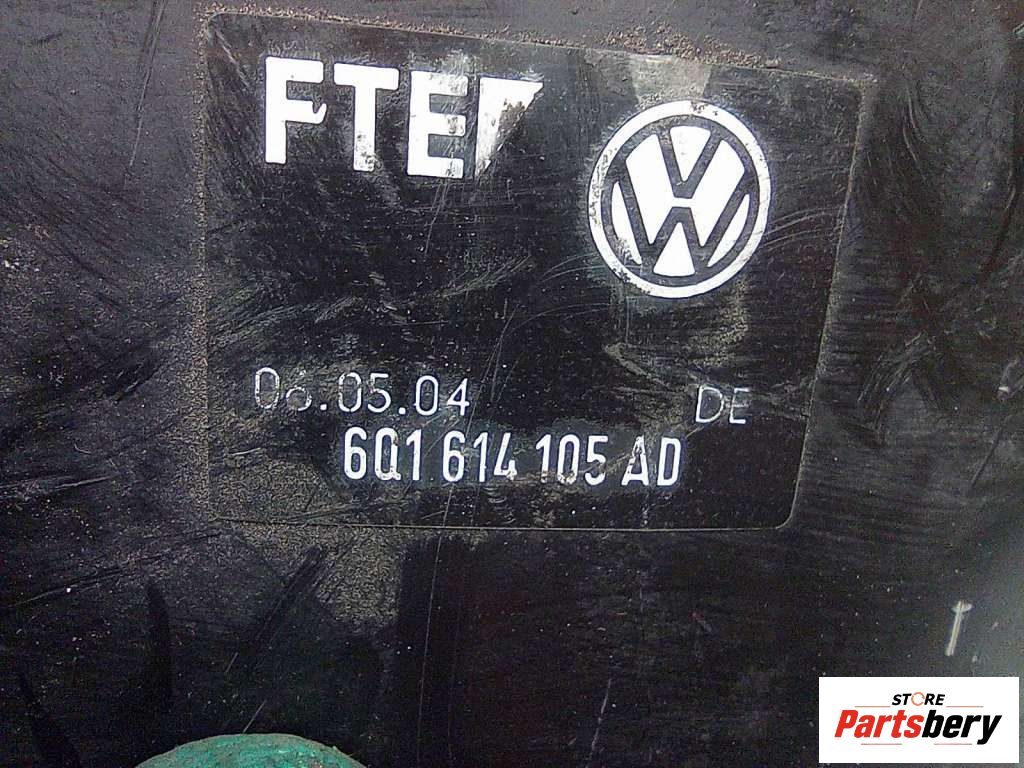 FTE
06.05.04 DE
6Q1 614 105 AD
STORE
Partsbery